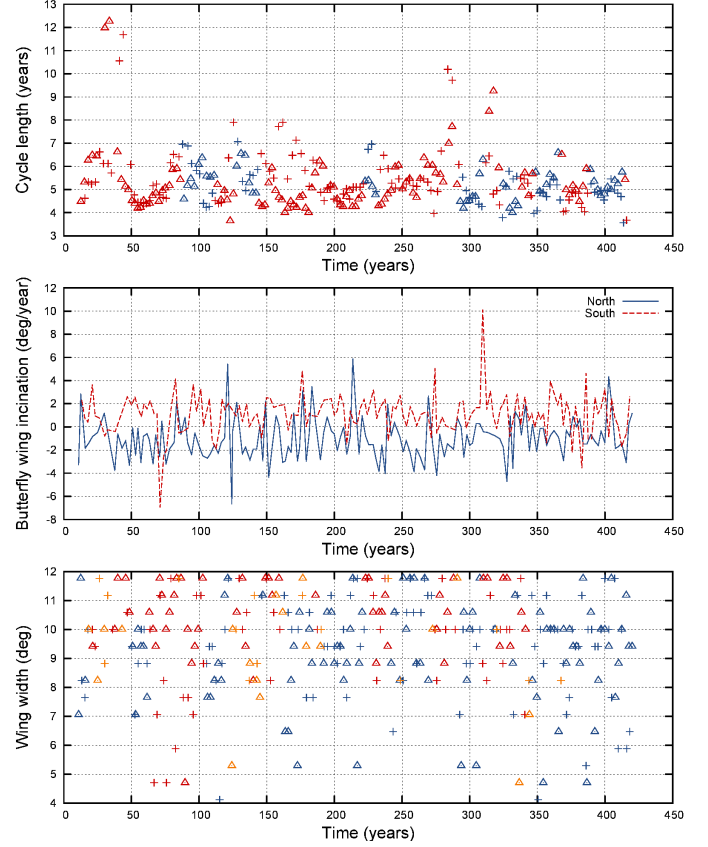 13
12
11
10
9
8
7
6
5
4
3
Cycle length (years)
0 50 100 150 200 250 300 350 400 450
Time (years)
12
10
8
6
4
2
0
-2
-4
-6
-8
Butterfly wing incination (deg/year)
North
South
0 50 100 150 200 250 300 350 400 450
Time (years)
12
11
10
9
8
7
6
5
4
Wing width (deg)
0 50 100 150 200 250 300 350 400 450
Time (years)